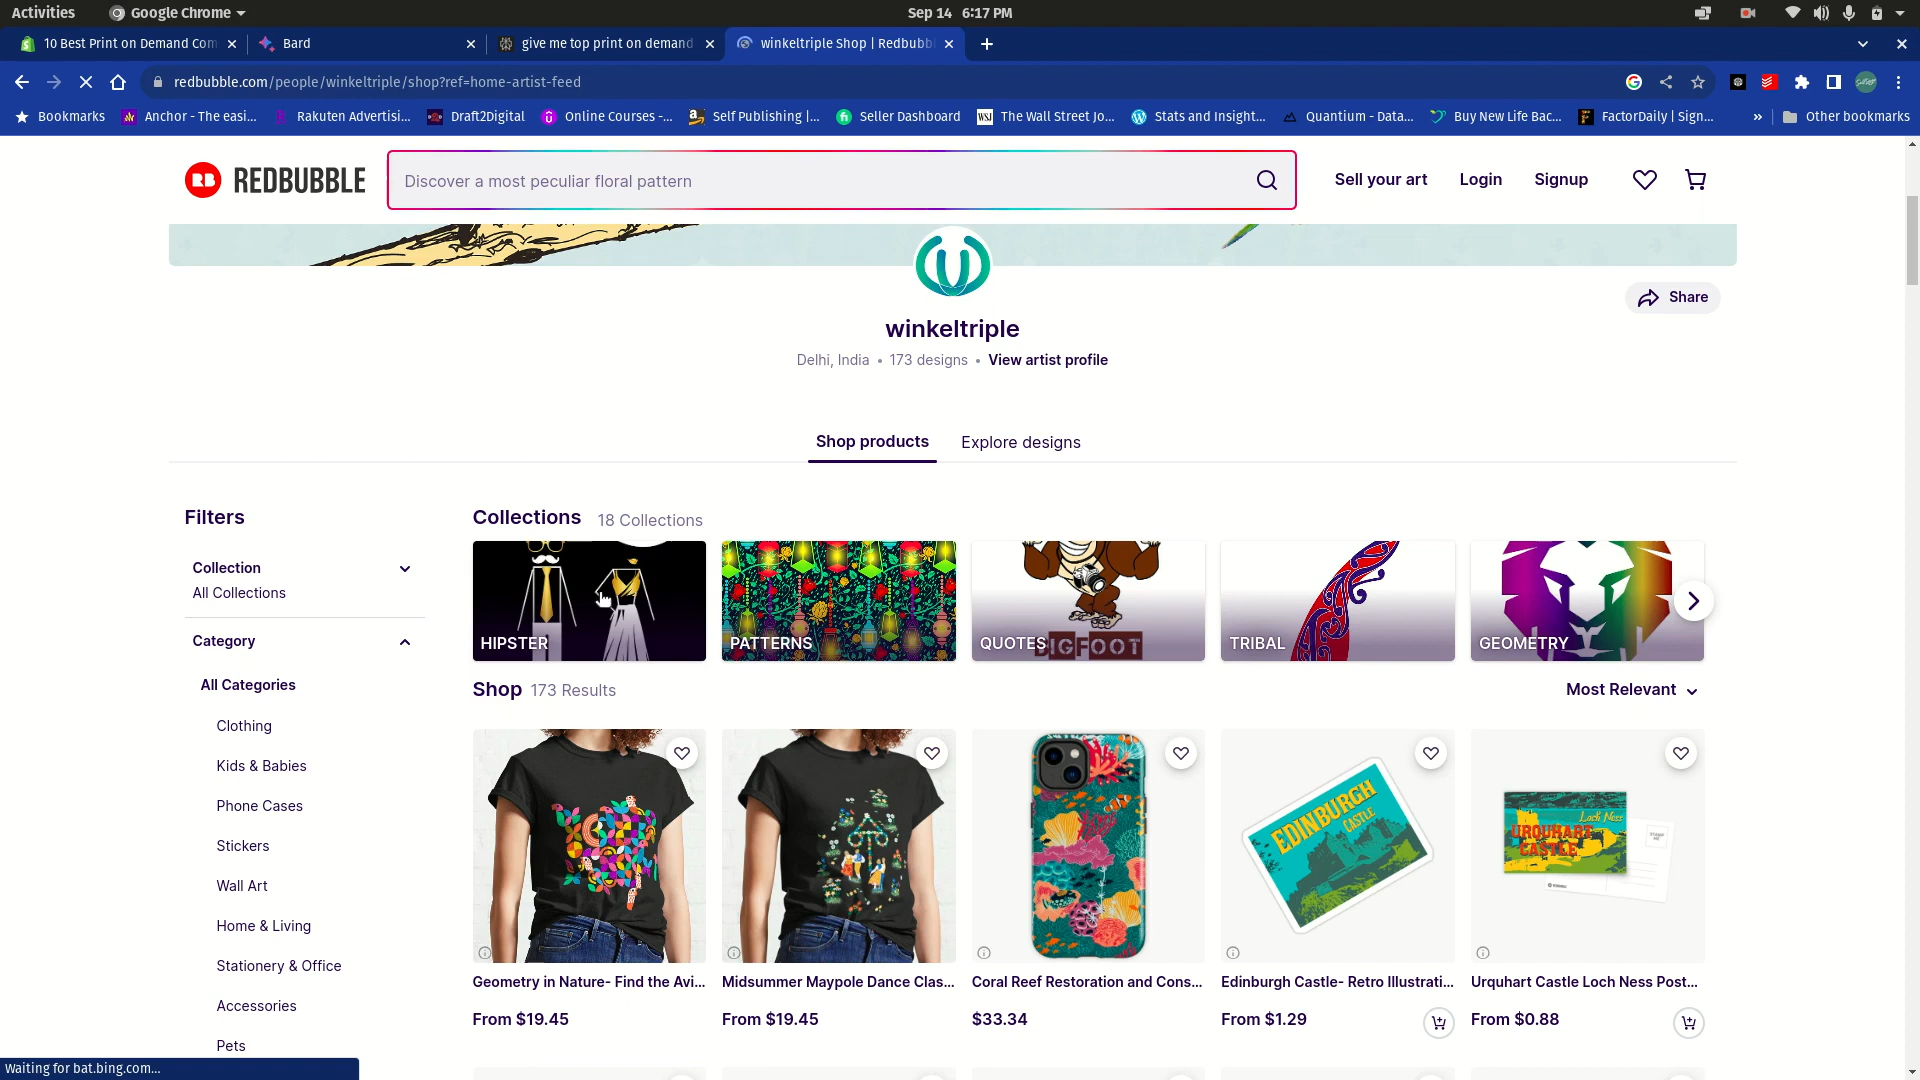 Activities
Google Chrome
Sep 14 6:17 PM
10 Best Print on Demand Com
Bard
give me top print on demand
winkeltriple Shop | Redbubbl
redbubble.com/people/winkeltriple/shop?ref=home-artist-feed
Bookmarks
Anchor - The easi...
Rakuten Advertisi...
Draft2Digital
Online Courses -...
Self Publishing |...
Seller Dashboard
The Wall Street Jo...
Stats and Insight...
Quantium - Data...
Buy New Life Bac...
FactorDaily | Sign...
»
Other bookmarks
RB REDBUBBLE
Discover a most peculiar floral pattern
Sell your art
Login
Signup
Share
winkeltriple
Delhi, India • 173 designs • View artist profile
Shop products
Explore designs
Filters
Collection
All Collections
Category
All Categories
Clothing
Kids & Babies
Phone Cases
Stickers
Wall Art
Home & Living
Stationery & Office
Accessories
Pets
Collections 18 Collections
HIPSTER
PATTERNS
BIGFOOT
QUOTES
TRIBAL
GEOMETRY
Shop 173 Results
Most Relevant
EDINBURGH
CASTLE
Loch Ness
URQUHART
CASTLE
Geometry in Nature- Find the Avi...
From $19.45
Midsummer Maypole Dance Clas...
From $19.45
Coral Reef Restoration and Cons...
$33.34
Edinburgh Castle- Retro Illustrati...
From $1.29
Urquhart Castle Loch Ness Post...
From $0.88
Waiting for bat.bing.com...